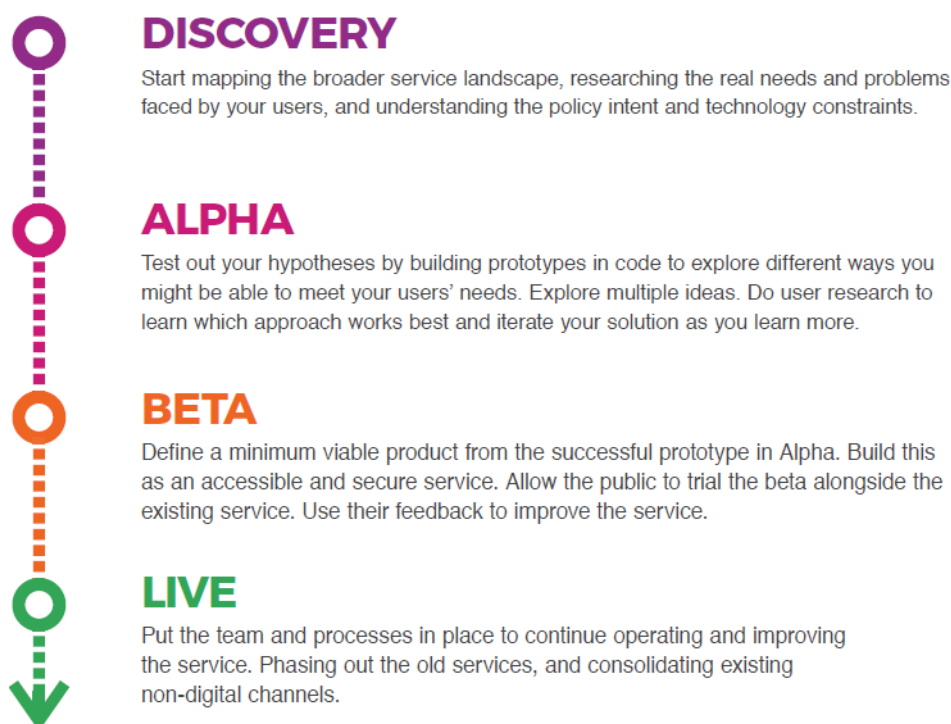 DISCOVERY
Start mapping the broader service landscape, researching the real needs and problems
faced by your users, and understanding the policy intent and technology constraints.
ALPHA
Test out your hypotheses by building prototypes in code to explore different ways you
might be able to meet your users' needs. Explore multiple ideas. Do user research to
learn which approach works best and iterate your solution as you learn more.
BETA
Define a minimum viable product from the successful prototype in Alpha. Build this
as an accessible and secure service. Allow the public to trial the beta alongside the
existing service. Use their feedback to improve the service.
LIVE
Put the team and processes in place to continue operating and improving
the service. Phasing out the old services, and consolidating existing
non-digital channels.